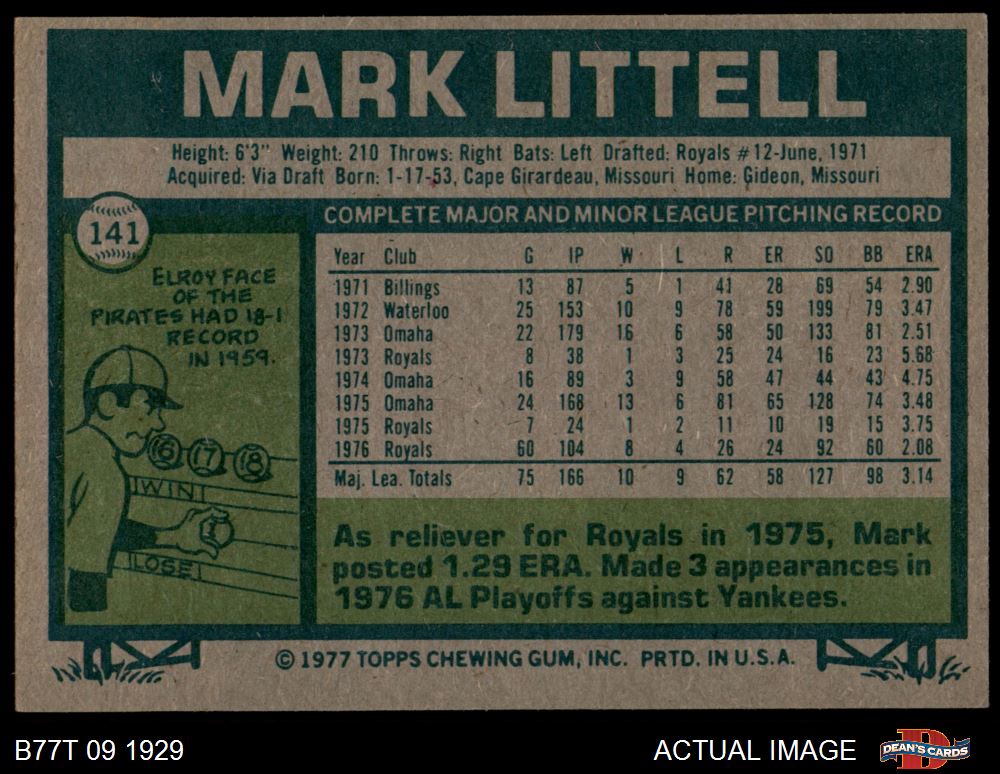 MARK LITTELL
Height: 6'3" Weight: 210 Throws: Right Bats: Left Drafted: Royals #12-June, 1971
Acquired: Via Draft Born: 1-17-53, Cape Girardeau, Missouri Home: Gideon, Missouri
141
ELROY FACE
OF THE
PIRATES HAD 18-1
RECORD
IN 1959.
16 17 18
WIN
LOSE
COMPLETE MAJOR AND MINOR LEAGUE PITCHING RECORD
Year Club G IP W L R ER SO BB ERA
1971 Billings 13 87 5 1 41 28 69 54 2.90
1972 Waterloo 25 153 10 9 78 59 199 79 3.47
1973 Omaha 22 179 16 6 58 50 133 81 2.51
1973 Royals 8 38 1 3 25 24 16 23 5.68
1974 Omaha 16 89 3 9 58 47 44 43 4.75
1975 Omaha 24 168 13 6 81 65 128 74 3.48
1975 Royals 7 24 1 2 11 10 19 15 3.75
1976 Royals 60 104 8 4 26 24 92 60 2.08
Maj. Lea. Totals 75 166 10 9 62 58 127 98 3.14
As reliever for Royals in 1975, Mark
posted 1.29 ERA. Made 3 appearances in
1976 AL Playoffs against Yankees.
© 1977 TOPPS CHEWING GUM, INC. PRTD. IN U.S.A.
B77T 09 1929
ACTUAL IMAGE
DEAN'S CARDS